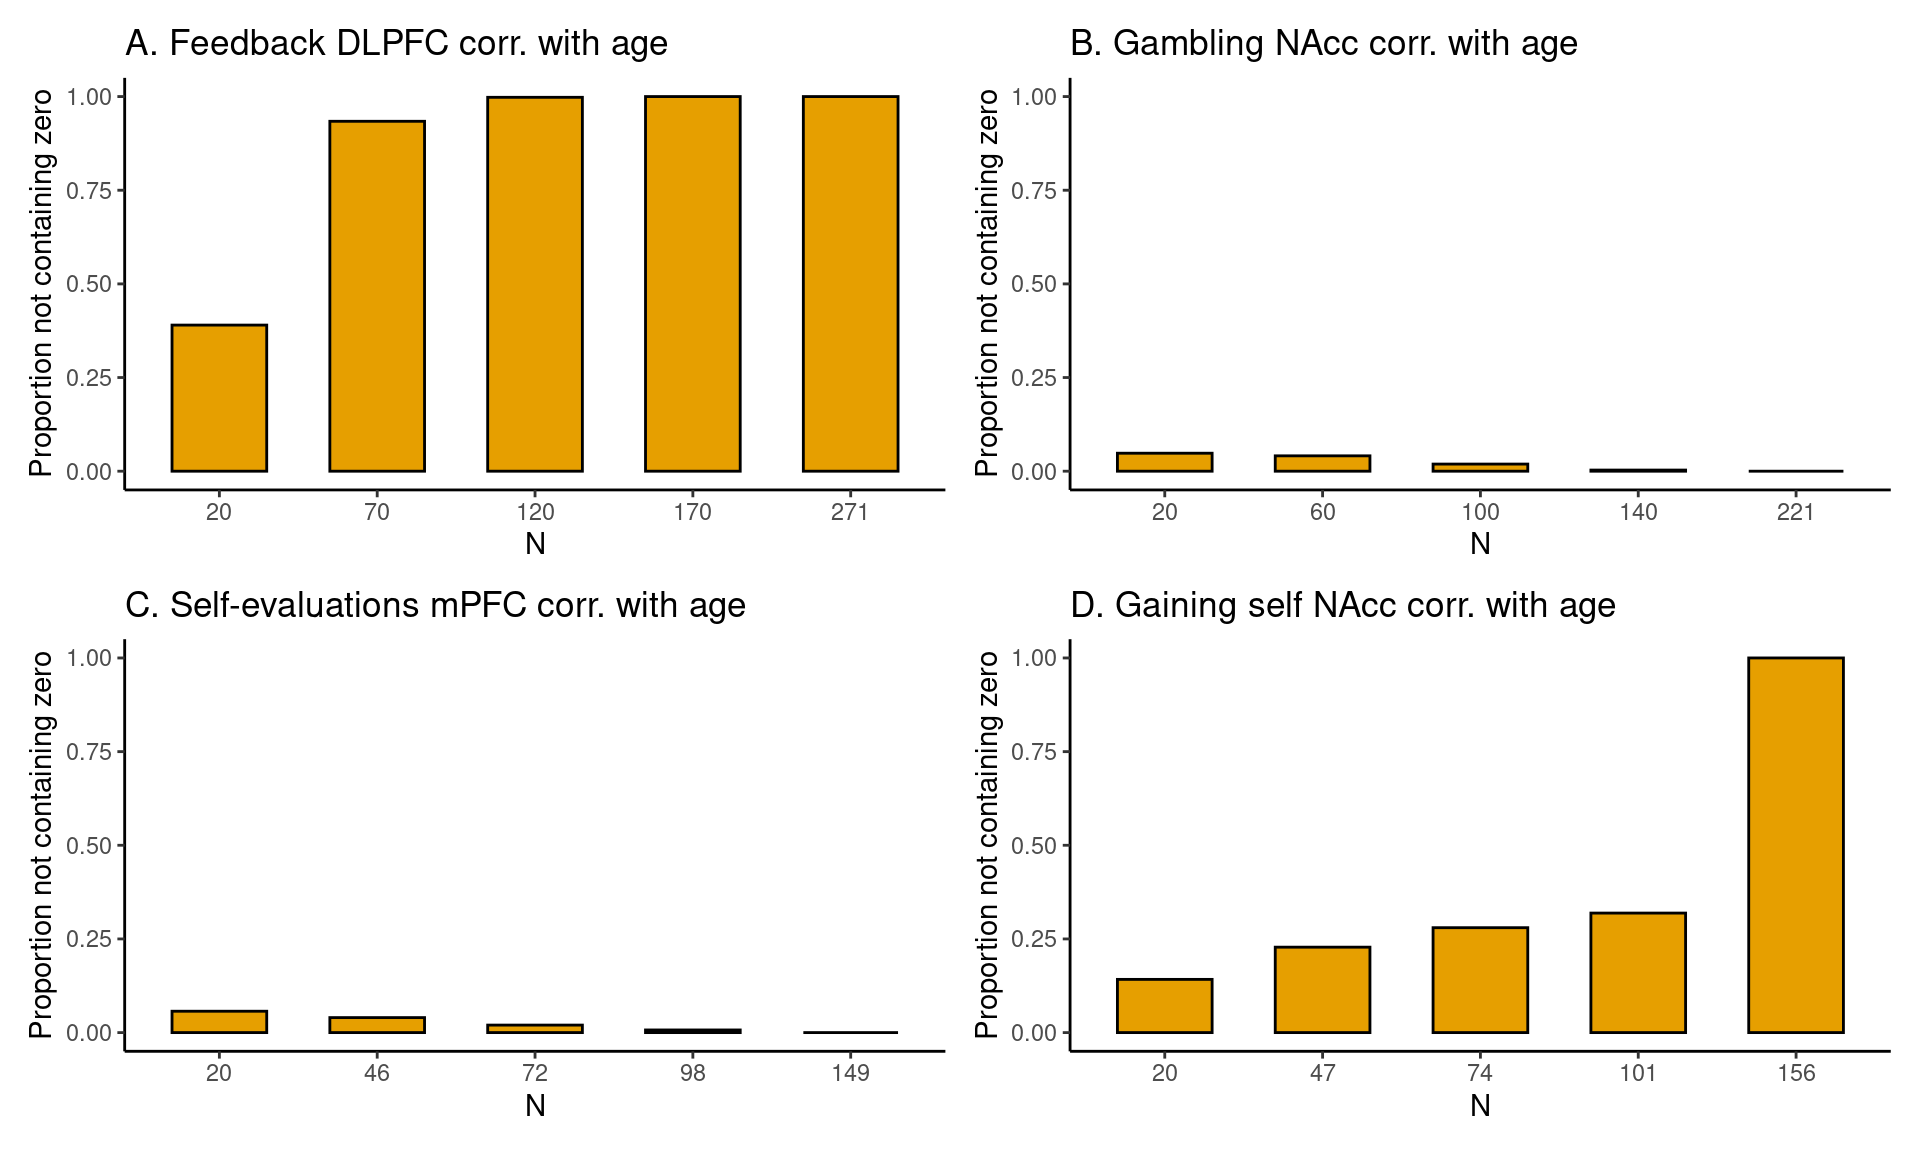 A. Feedback DLPFC corr. with age
Proportion not containing zero
1.00
0.75
0.50
0.25
0.00
20 70 120 170 271
N
B. Gambling NAcc corr. with age
Proportion not containing zero
1.00
0.75
0.50
0.25
0.00
20 60 100 140 221
N
C. Self-evaluations mPFC corr. with age
Proportion not containing zero
1.00
0.75
0.50
0.25
0.00
20 46 72 98 149
N
D. Gaining self NAcc corr. with age
Proportion not containing zero
1.00
0.75
0.50
0.25
0.00
20 47 74 101 156
N